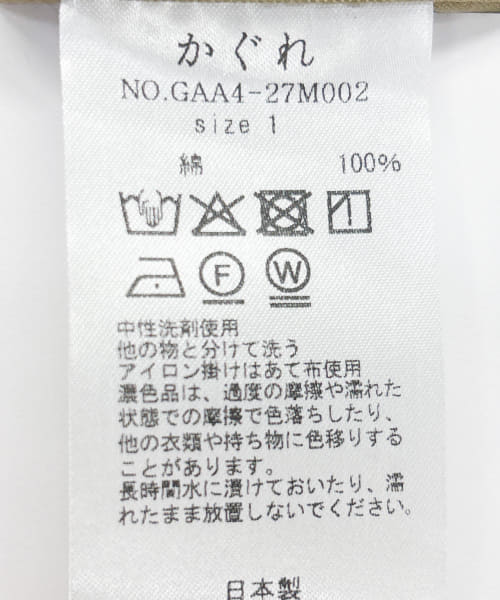 かぐれ
NO.GAA4-27M002
size 1
綿 100%
F W
中性洗剤使用
他の物と分けて洗う
アイロン掛けはあて布使用
濃色品は、過度の摩擦や濡れた
状態での摩擦で色落ちしたり、
他の衣類や持ち物に色移りする
ことがあります。
長時間水に漬けておいたり、濡
れたまま放置しないでください。
日本製